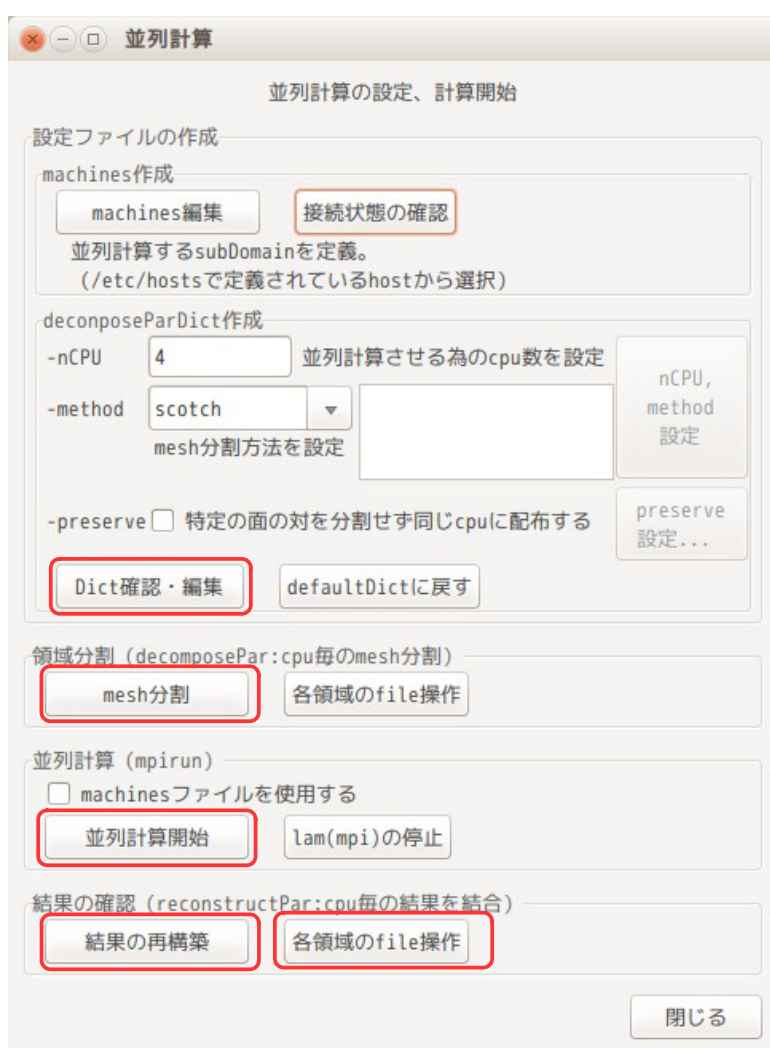 並列計算
並列計算の設定、計算開始
設定ファイルの作成
machines作成
machines編集 接続状態の確認
並列計算するsubDomainを定義。
(/etc/hostsで定義されているhostから選択)
deconposeParDict作成
-nCPU 4 並列計算させる為のcpu数を設定
nCPU,
method
設定
-method scotch
mesh分割方法を設定
-preserve 特定の面の対を分割せず同じcpuに配布する
preserve
設定...
Dict確認・編集 defaultDictに戻す
領域分割 (decomposePar:cpu毎のmesh分割)
mesh分割 各領域のfile操作
並列計算 (mpirun)
machinesファイルを使用する
並列計算開始 lam(mpi)の停止
結果の確認 (reconstructPar:cpu毎の結果を結合)
結果の再構築 各領域のfile操作
閉じる